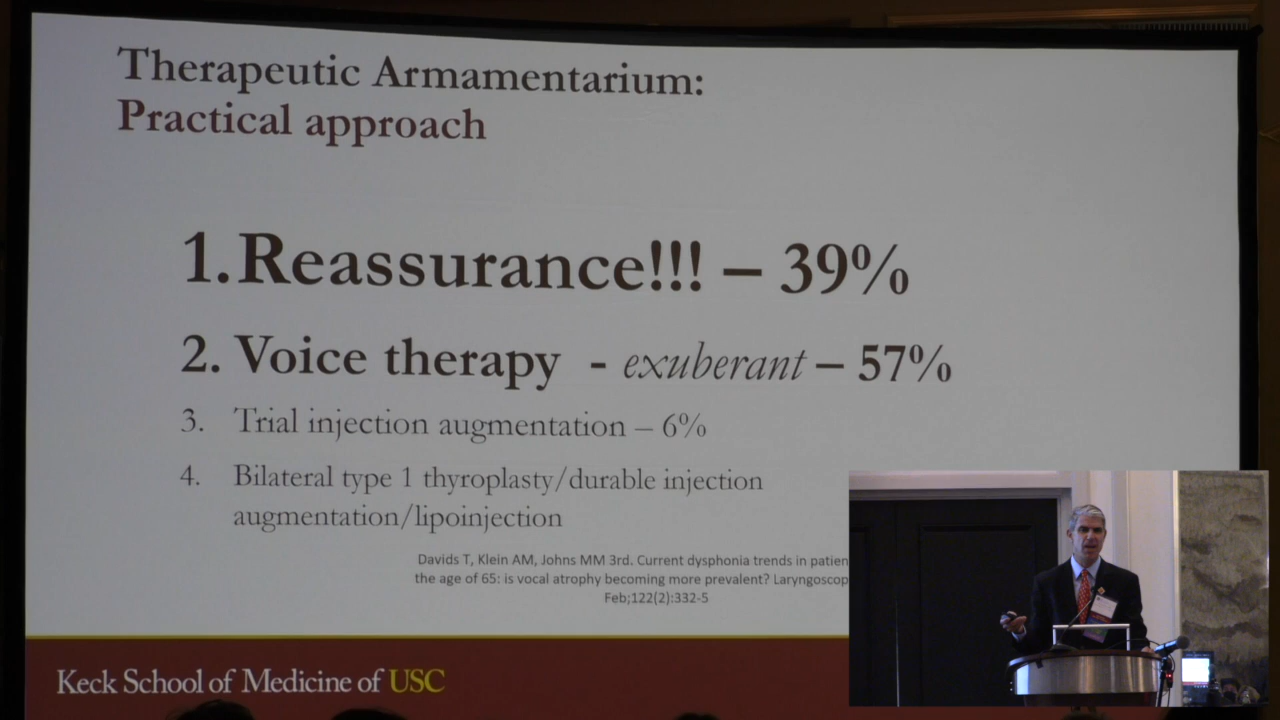 Therapeutic Armamentarium:
Practical approach
1. Reassurance!!! – 39%
2. Voice therapy - exuberant – 57%
3. Trial injection augmentation – 6%
4. Bilateral type 1 thyroplasty/durable injection
augmentation/lipoinjection
Davids T, Klein AM, Johns MM 3rd. Current dysphonia trends in patien
the age of 65: is vocal atrophy becoming more prevalent? Laryngoscop
Feb;122(2):332-5
Keck School of Medicine of USC